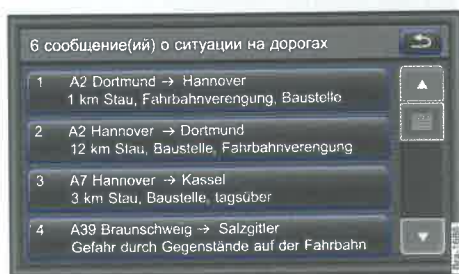 6 сообщение(ий) о ситуации на дорогах
1 A2 Dortmund → Hannover
1 km Stau, Fahrbahnverengung, Baustelle
2 A2 Hannover → Dortmund
12 km Stau, Baustelle, Fahrbahnverengung
3 A7 Hannover → Kassel
3 km Stau, Baustelle, tagsüber
4 A39 Braunschweig → Salzgitter
Gefahr durch Gegenstände auf der Fahrbahn